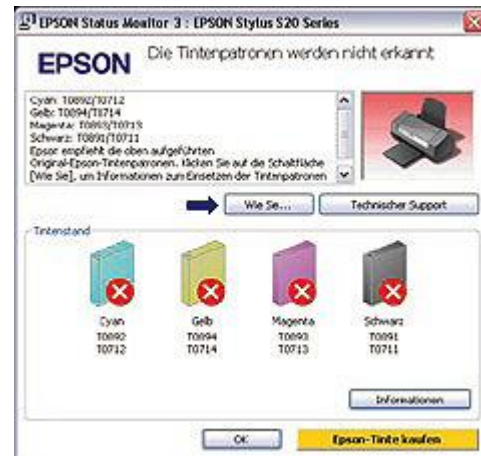 EPSON Status Monitor 3 : EPSON Stylus S20 Series
EPSON
Die Tintenpatronen werden nicht erkannt
Cyan: T0892/T0712
Gelb: T0894/T0714
Magenta: T0893/T0713
Schwarz: T0891/T0711
Epson empfiehlt die oben aufgeführten
Original-Epson-Tintenpatronen. Klicken Sie auf die Schaltfläche
[Wie Sie], um Informationen zum Einsetzen der Tintenpatronen
Wie Se...
Technischer Support
Tintenstand
Cyan
T0892
T0712
Gelb
T0894
T0714
Magenta
T0893
T0713
Schwarz
T0891
T0711
Informationen
OK
Epson-Tinte kaufen